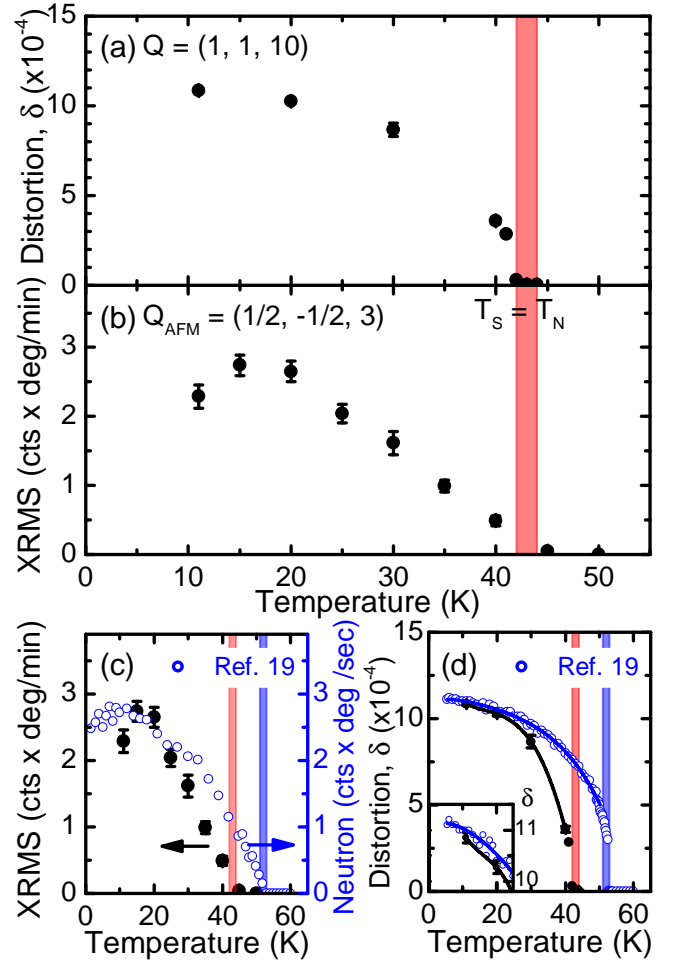 15
10
5
0
Distortion, δ (x10⁻⁴)
(a) Q = (1, 1, 10)
(b) Q_AFM = (1/2, -1/2, 3)
T_S = T_N
3
2
1
0
XRMS (cts x deg/min)
0 10 20 30 40 50
Temperature (K)
(c) Ref. 19
3
2
1
0
XRMS (cts x deg/min)
3
2
1
0
Neutron (cts x deg /sec)
0 20 40 60
Temperature (K)
(d) Ref. 19
15
10
5
0
Distortion, δ (x10⁻⁴)
δ
11
10
0 20 40 60
Temperature (K)